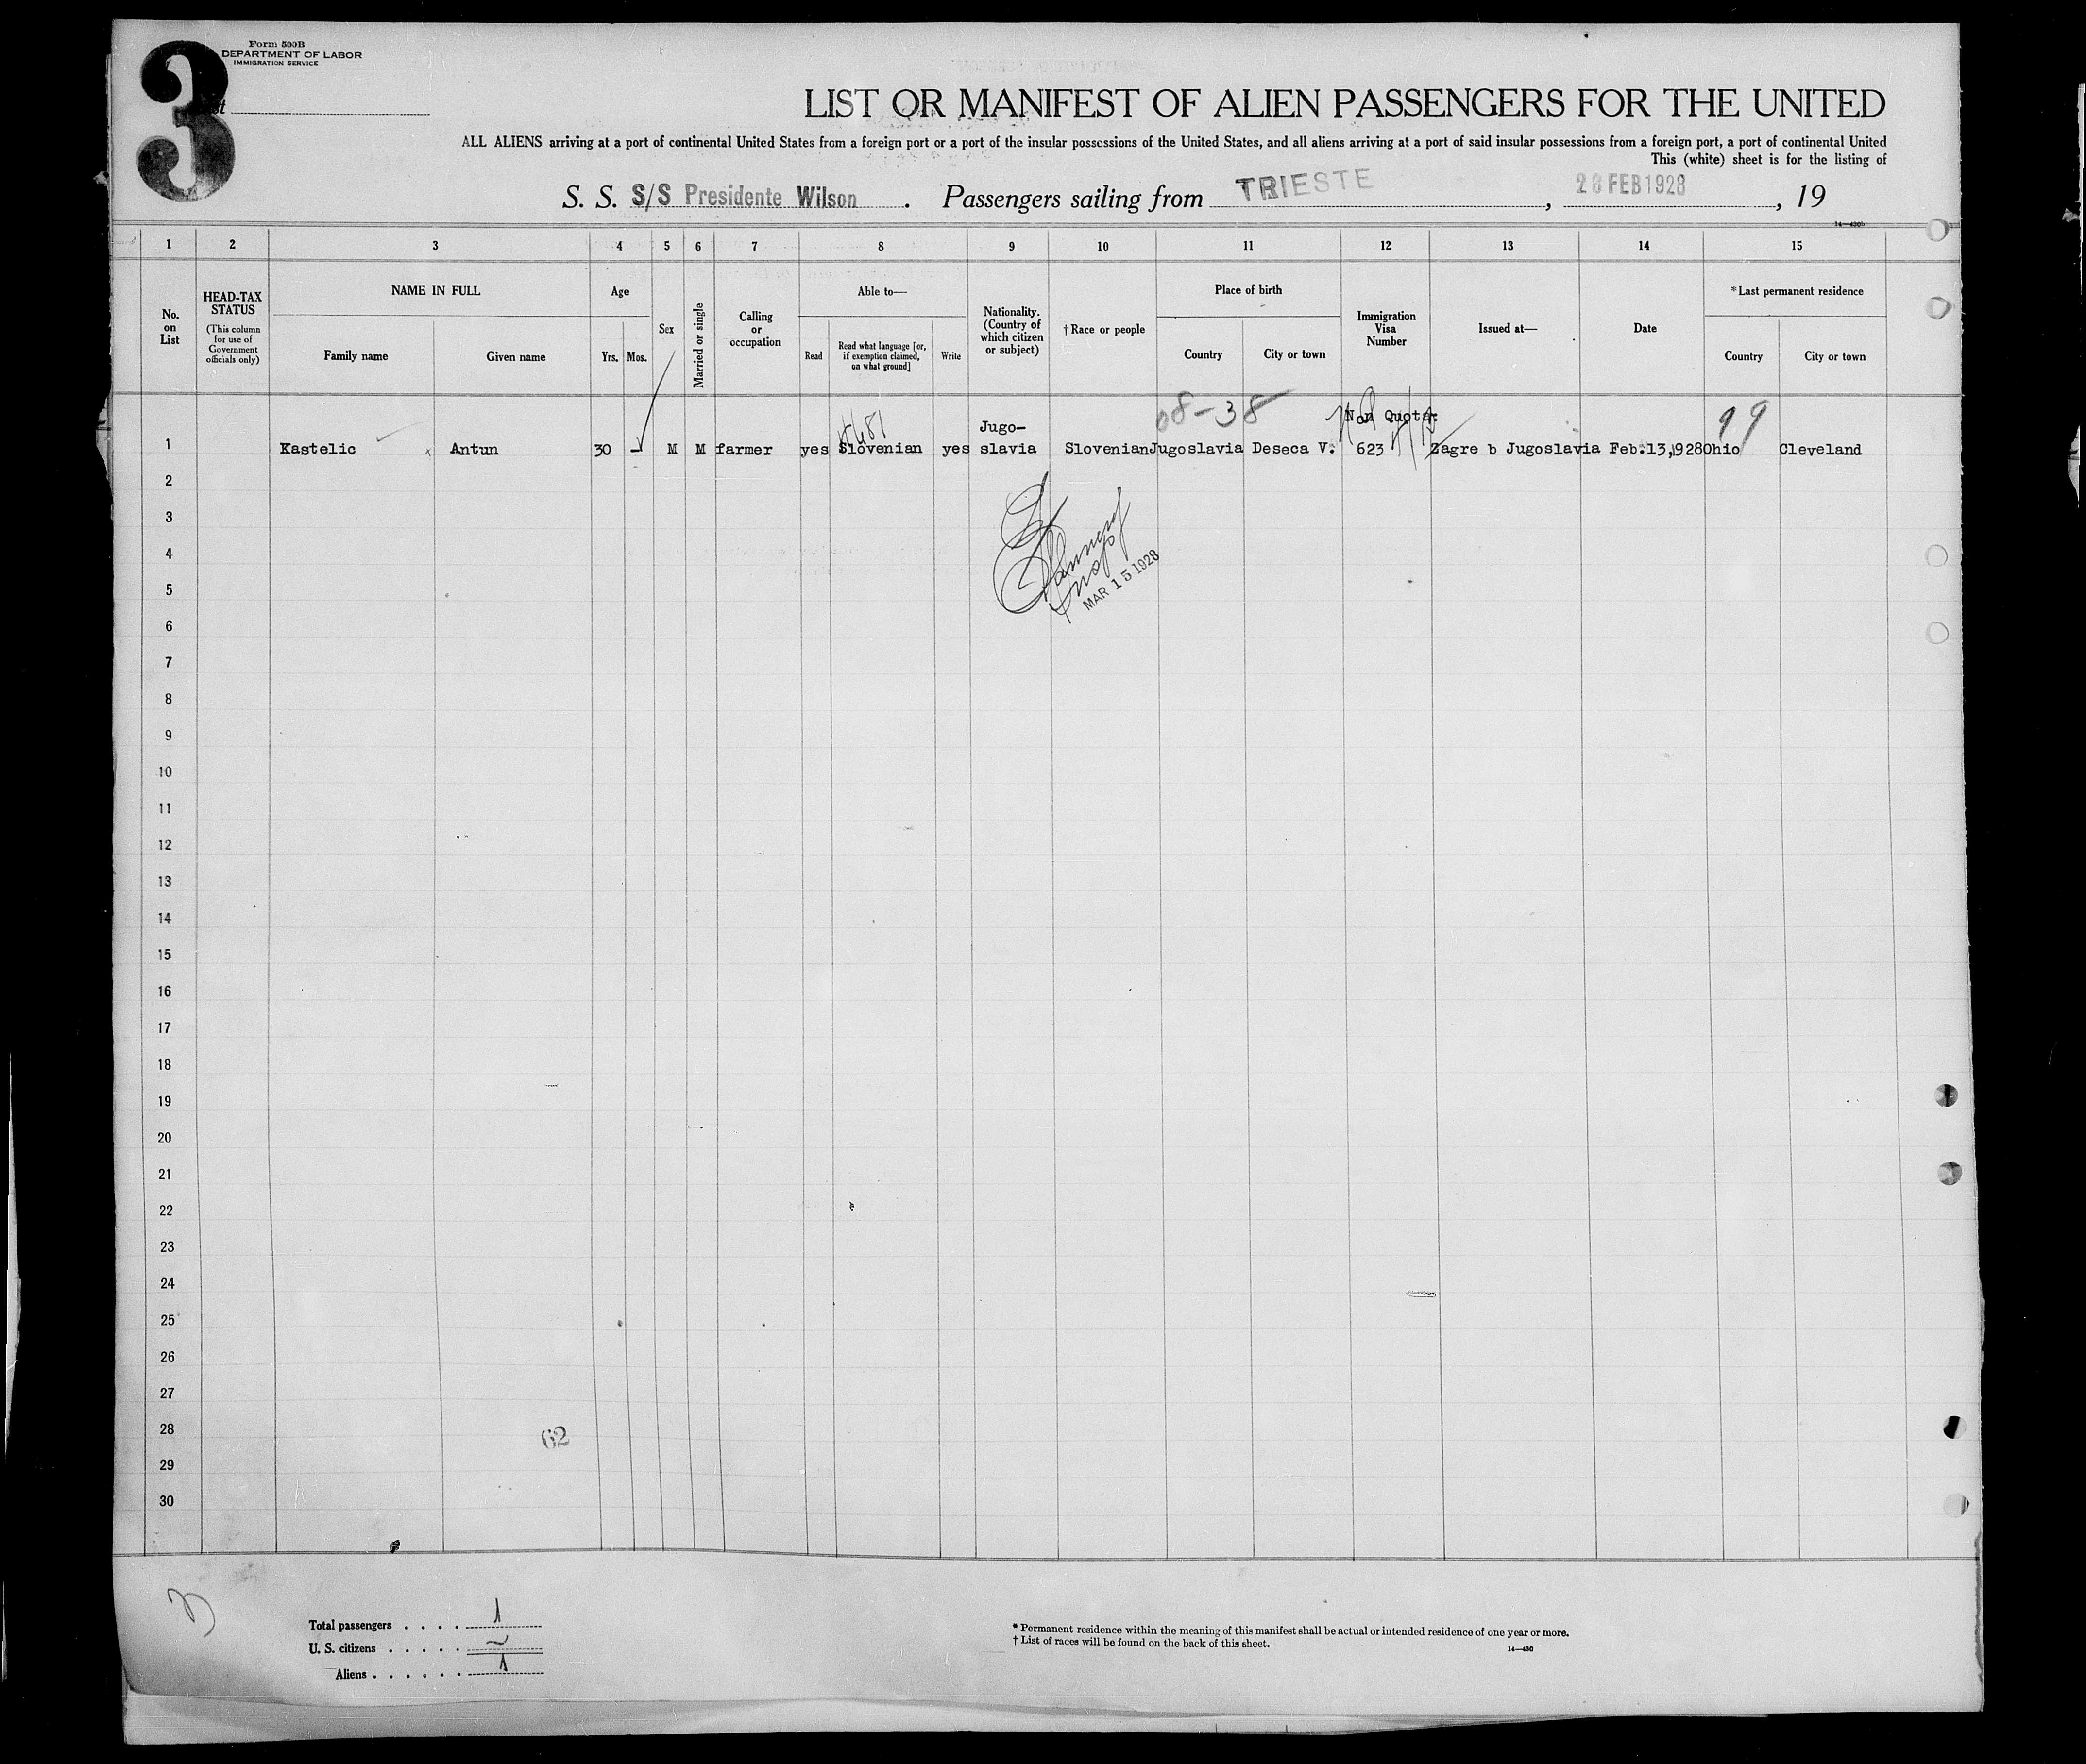 3
Form 500B
DEPARTMENT OF LABOR
IMMIGRATION SERVICE
LIST OR MANIFEST OF ALIEN PASSENGERS FOR THE UNITED
ALL ALIENS arriving at a port of continental United States from a foreign port or a port of the insular possessions of the United States, and all aliens arriving at a port of said insular possessions from a foreign port, a port of continental United
This (white) sheet is for the listing of
S. S. S/S Presidente Wilson . Passengers sailing from TRIESTE , 28 FEB 1928 , 19
14—430b
1 2 3 4 5 6 7 8 9 10 11 12 13 14 15
No. on List
HEAD-TAX STATUS
(This column for use of Government officials only)
NAME IN FULL
Family name
Given name
Age
Yrs. Mos.
Sex
Married or single
Calling or occupation
Able to—
Read
Read what language [or, if exemption claimed, on what ground]
Write
Nationality. (Country of which citizen or subject)
†Race or people
Place of birth
Country
City or town
Immigration Visa Number
Issued at—
Date
*Last permanent residence
Country
City or town
08-38
Non Quota:
99
1 Kastelic Antun 30 - M M farmer yes Slovenian yes Jugo-slavia Slovenian Jugoslavia Deseca V. 623 Zagre b Jugoslavia Feb.13,1928 Ohio Cleveland
2
3
4
MAR 15 1928
5
6
7
8
9
10
11
12
13
14
15
16
17
18
19
20
21
22
23
24
25
26
27
28
62
29
30
Total passengers . . . . 1
U. S. citizens . . . . . ~
Aliens . . . . . . 1
* Permanent residence within the meaning of this manifest shall be actual or intended residence of one year or more.
† List of races will be found on the back of this sheet.
14—430